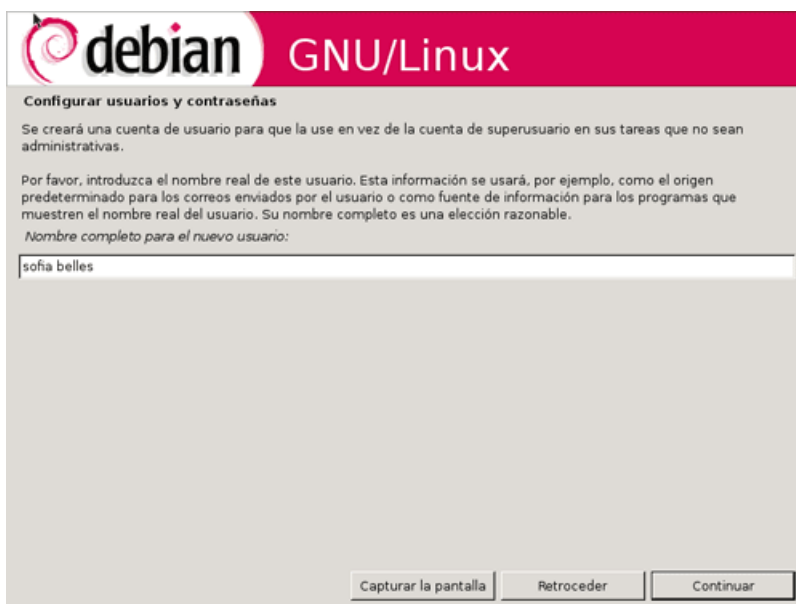 debian GNU/Linux
Configurar usuarios y contraseñas
Se creará una cuenta de usuario para que la use en vez de la cuenta de superusuario en sus tareas que no sean
administrativas.
Por favor, introduzca el nombre real de este usuario. Esta información se usará, por ejemplo, como el origen
predeterminado para los correos enviados por el usuario o como fuente de información para los programas que
muestren el nombre real del usuario. Su nombre completo es una elección razonable.
Nombre completo para el nuevo usuario:
sofia belles
Capturar la pantalla Retroceder Continuar